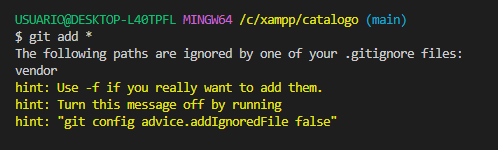 USUARIO@DESKTOP-L40TPFL MINGW64 /c/xampp/catalogo (main)
$ git add *
The following paths are ignored by one of your .gitignore files:
vendor
hint: Use -f if you really want to add them.
hint: Turn this message off by running
hint: "git config advice.addIgnoredFile false"